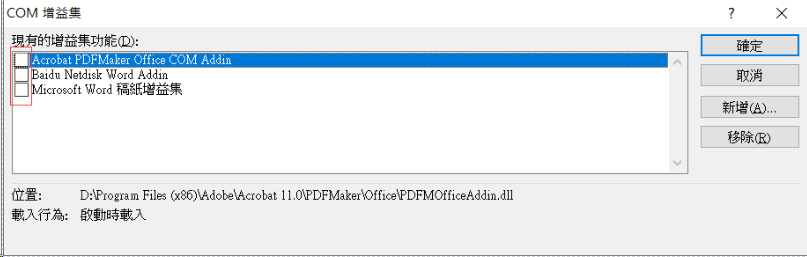 COM 增益集
?
現有的增益集功能(D):
Acrobat PDFMaker Office COM Addin
Baidu Netdisk Word Addin
Microsoft Word 稿紙增益集
確定
取消
新增(A)...
移除(R)
位置: D:\Program Files (x86)\Adobe\Acrobat 11.0\PDFMaker\Office\PDFMOfficeAddin.dll
載入行為: 啟動時載入